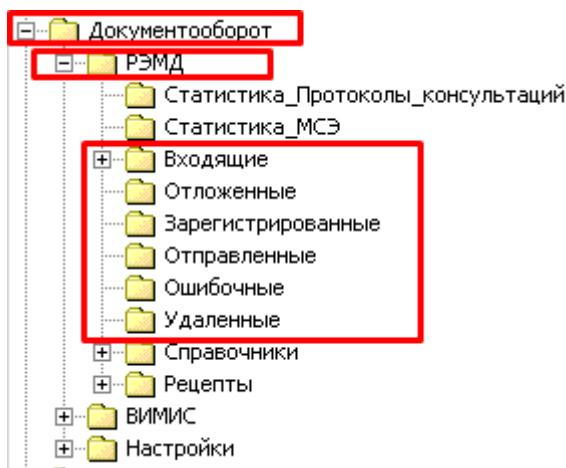 Документооборот
РЭМД
Статистика_Протоколы_консультаций
Статистика_МСЭ
Входящие
Отложенные
Зарегистрированные
Отправленные
Ошибочные
Удаленные
Справочники
Рецепты
ВИМИС
Настройки